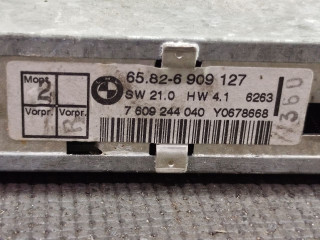 65.82-6 909 127
Mont.
2
SW 21.0 HW 4.1 6263
Vorpr. Vorpr.
R
7 609 244 040 Y0678668